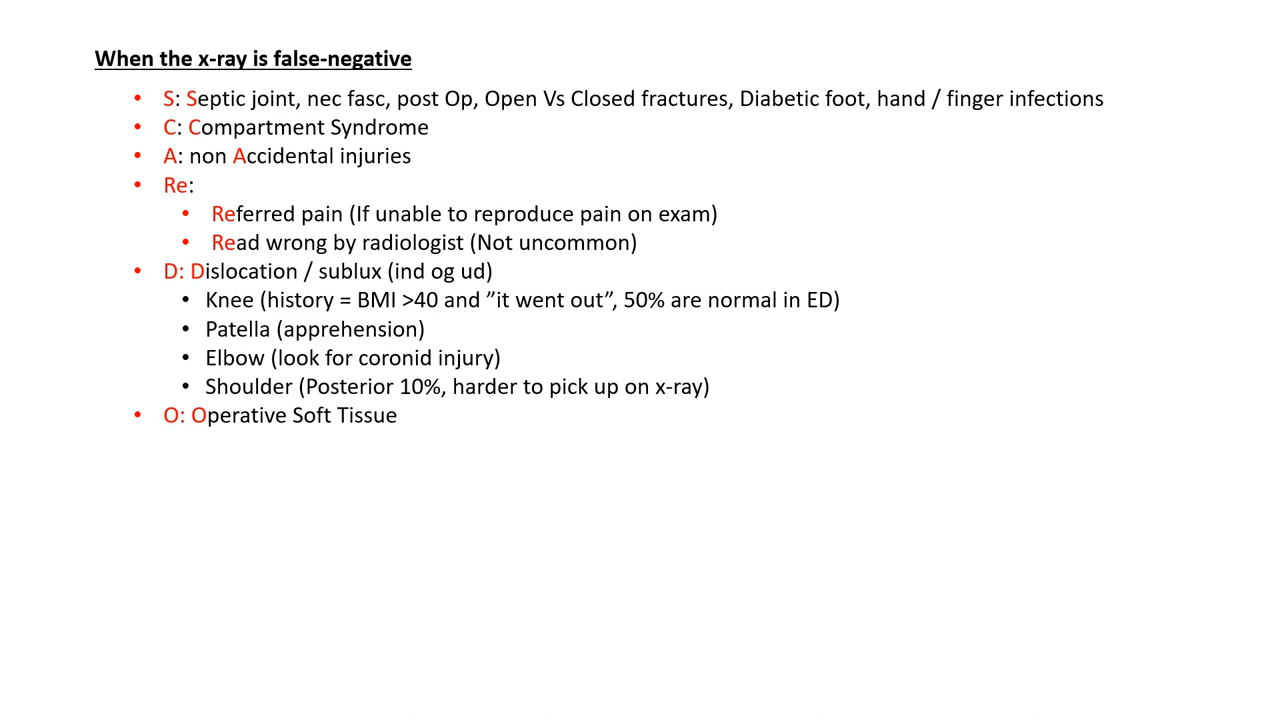 When the x-ray is false-negative
• S: Septic joint, nec fasc, post Op, Open Vs Closed fractures, Diabetic foot, hand / finger infections
• C: Compartment Syndrome
• A: non Accidental injuries
• Re:
• Referred pain (If unable to reproduce pain on exam)
• Read wrong by radiologist (Not uncommon)
• D: Dislocation / sublux (ind og ud)
• Knee (history = BMI >40 and ”it went out”, 50% are normal in ED)
• Patella (apprehension)
• Elbow (look for coronid injury)
• Shoulder (Posterior 10%, harder to pick up on x-ray)
• O: Operative Soft Tissue